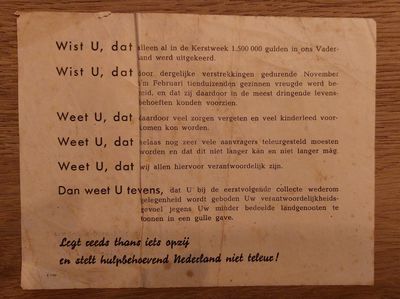 Wist U, dat alleen al in de Kerstweek 1.500 000 gulden in ons Vader-
land werd uitgekeerd.
Wist U, dat door dergelijke verstrekkingen gedurende November
t/m Februari tienduizenden gezinnen vreugde werd be-
reid, en dat zij daardoor in de meest dringende levens-
behoeften konden voorzien.
Weet U, dat daardoor veel zorgen vergeten en veel kinderleed voor-
komen kon worden.
Weet U, dat helaas nog zeer vele aanvragers teleurgesteld moesten
worden en dat dit niet langer kán en niet langer mág.
Weet U, dat wij allen hiervoor verantwoordelijk zijn.
Dan weet U tevens, dat U bij de eerstvolgende collecte wederom
gelegenheid wordt geboden Uw verantwoordelijkheids-
gevoel jegens Uw minder bedeelde landgenooten te
toonen in een gulle gave.
Legt reeds thans iets opzij
en stelt hulpbehoevend Nederland niet teleur!